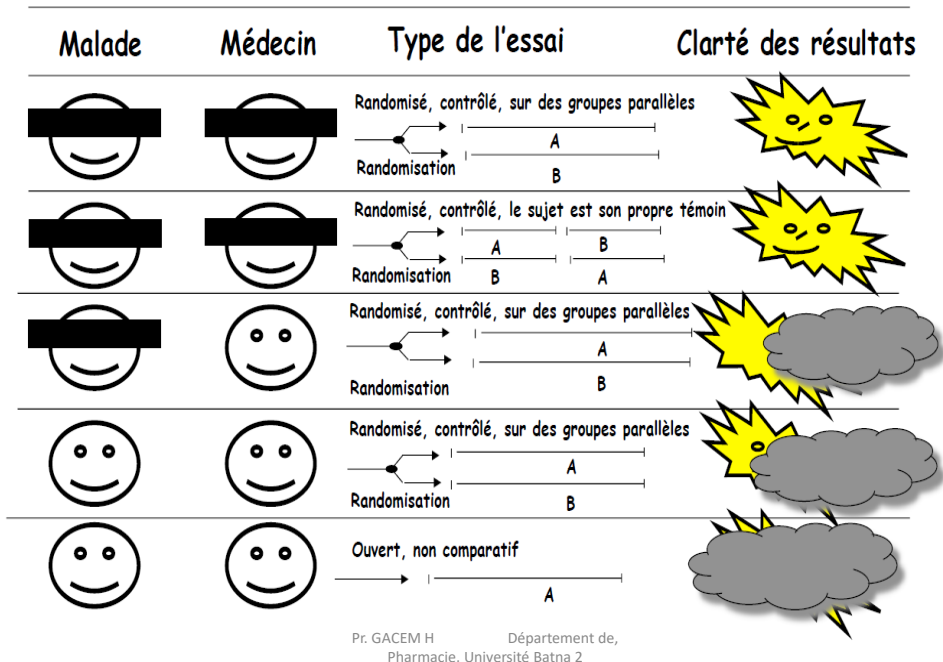 Malade Médecin Type de l'essai Clarté des résultats
Randomisé, contrôlé, sur des groupes parallèles
A
Randomisation
B
Randomisé, contrôlé, le sujet est son propre témoin
A B
Randomisation B A
Randomisé, contrôlé, sur des groupes parallèles
A
Randomisation B
Randomisé, contrôlé, sur des groupes parallèles
A
Randomisation B
Ouvert, non comparatif
A
Pr. GACEM H Département de,
Pharmacie, Université Batna 2